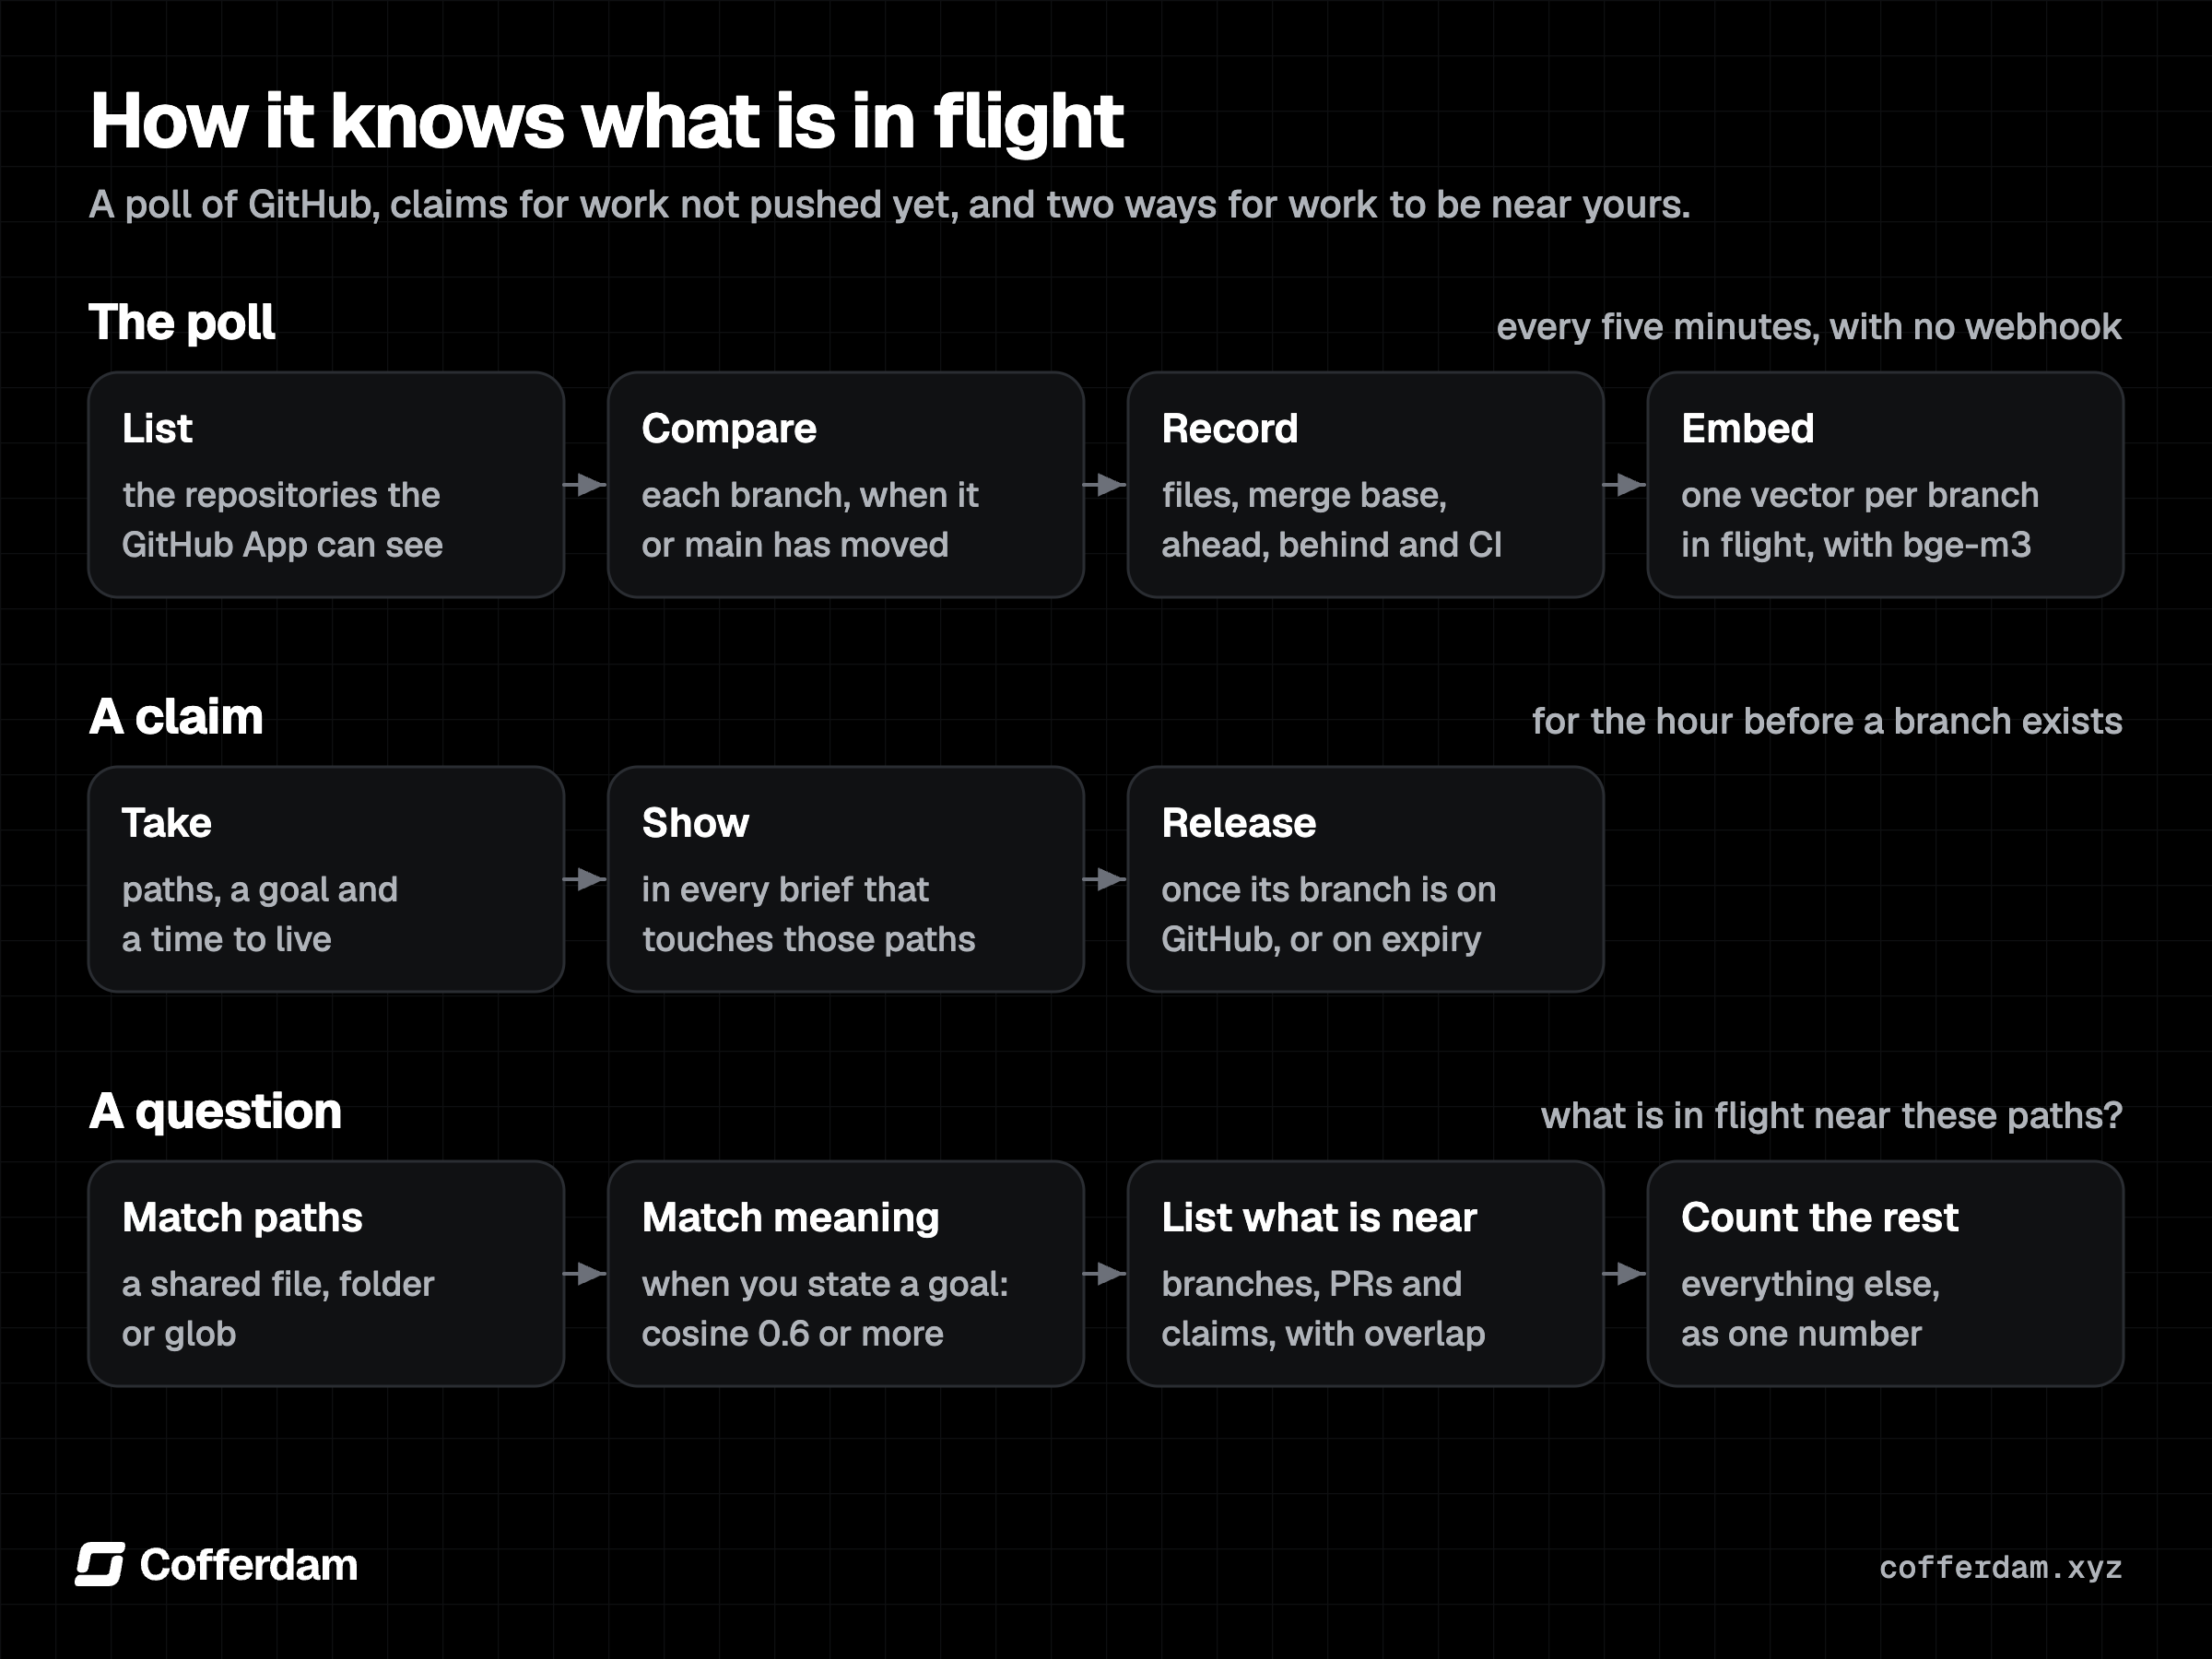 How it knows what is in flight
A poll of GitHub, claims for work not pushed yet, and two ways for work to be near yours.
The poll
every five minutes, with no webhook
List
the repositories the
GitHub App can see
Compare
each branch, when it
or main has moved
Record
files, merge base,
ahead, behind and CI
Embed
one vector per branch
in flight, with bge-m3
A claim
for the hour before a branch exists
Take
paths, a goal and
a time to live
Show
in every brief that
touches those paths
Release
once its branch is on
GitHub, or on expiry
A question
what is in flight near these paths?
Match paths
a shared file, folder
or glob
Match meaning
when you state a goal:
cosine 0.6 or more
List what is near
branches, PRs and
claims, with overlap
Count the rest
everything else,
as one number
Cofferdam
cofferdam.xyz